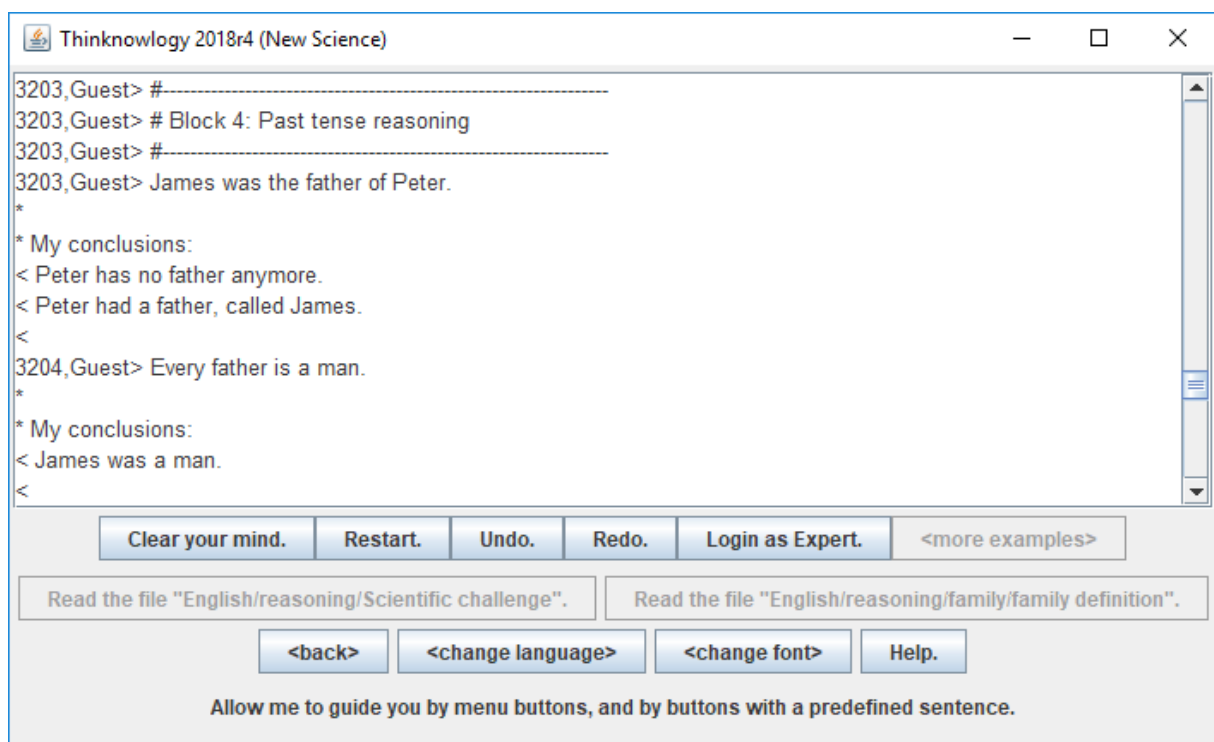 Thinknowlogy 2018r4 (New Science)
3203,Guest> #-----------------------------------------------------------------
3203,Guest> # Block 4: Past tense reasoning
3203,Guest> #-----------------------------------------------------------------
3203,Guest> James was the father of Peter.
*
* My conclusions:
< Peter has no father anymore.
< Peter had a father, called James.
<
3204,Guest> Every father is a man.
*
* My conclusions:
< James was a man.
<
Clear your mind. Restart. Undo. Redo. Login as Expert. <more examples>
Read the file "English/reasoning/Scientific challenge". Read the file "English/reasoning/family/family definition".
<back> <change language> <change font> Help.
Allow me to guide you by menu buttons, and by buttons with a predefined sentence.